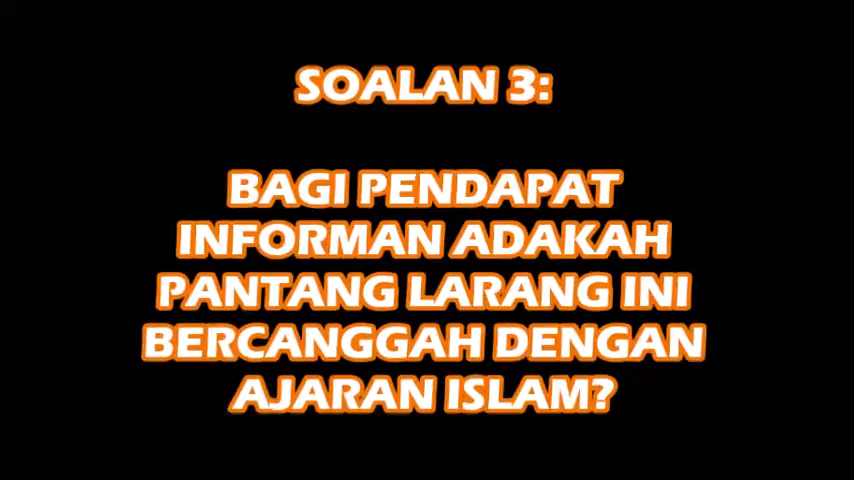 SOALAN 3:
BAGI PENDAPAT
INFORMAN ADAKAH
PANTANG LARANG INI
BERCANGGAH DENGAN
AJARAN ISLAM?